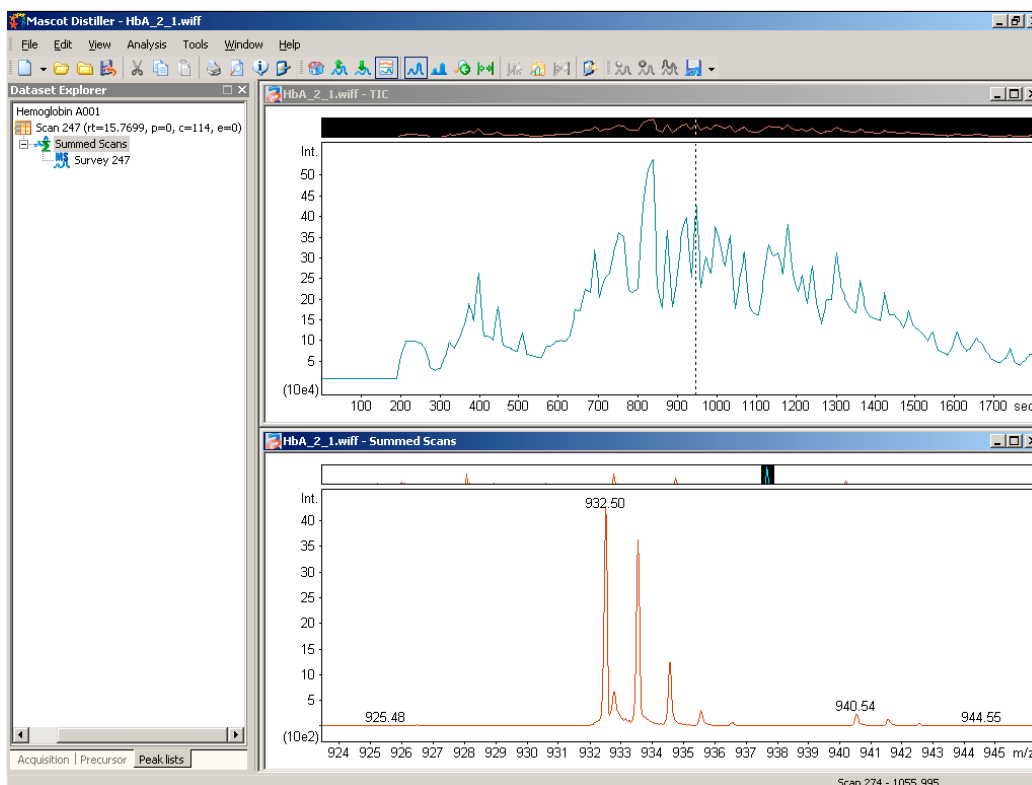 Mascot Distiller - HbA_2_1.wiff
File Edit View Analysis Tools Window Help
Dataset Explorer
Hemoglobin A001
Scan 247 (rt=15.7699, p=0, c=114, e=0)
Summed Scans
MS Survey 247
Acquisition Precursor Peak lists
HbA_2_1.wiff - TIC
Int.
50
45
40
35
30
25
20
15
10
5
(10e4)
100 200 300 400 500 600 700 800 900 1000 1100 1200 1300 1400 1500 1600 1700 sec
HbA_2_1.wiff - Summed Scans
Int.
932.50
40
35
30
25
20
15
10
5
925.48 940.54 944.55
(10e2)
924 925 926 927 928 929 930 931 932 933 934 935 936 937 938 939 940 941 942 943 944 945 m/z
Scan 274 - 1055.995